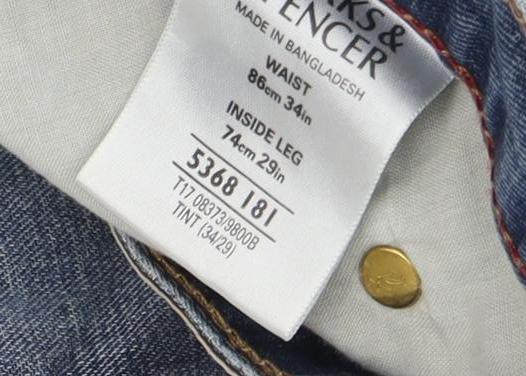 RKS &
PENCER
MADE IN BANGLADESH
WAIST
86cm 34in
INSIDE LEG
74cm 29in
5368 181
T17 08373/9800B
TINT (34/29)